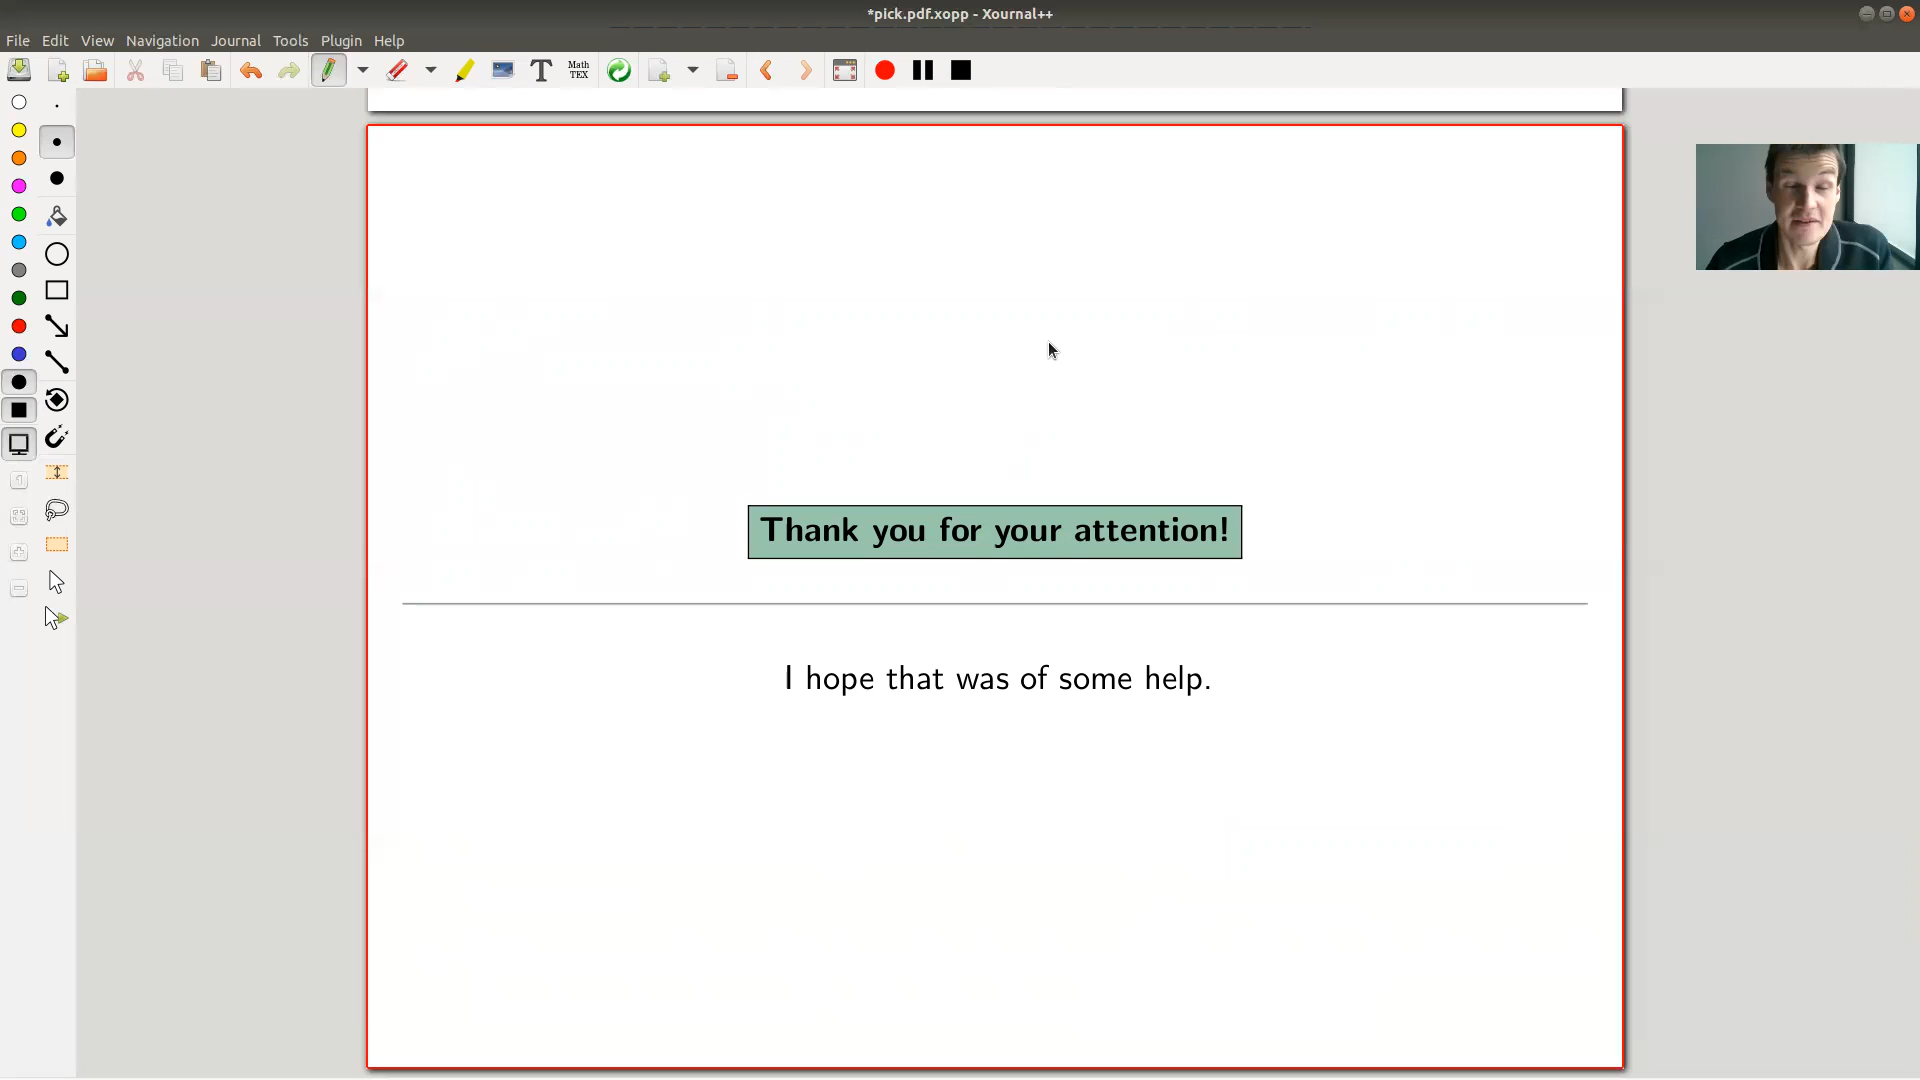 *pick.pdf.xopp - Xournal++
File Edit View Navigation Journal Tools Plugin Help
Math
TEX
Thank you for your attention!
I hope that was of some help.